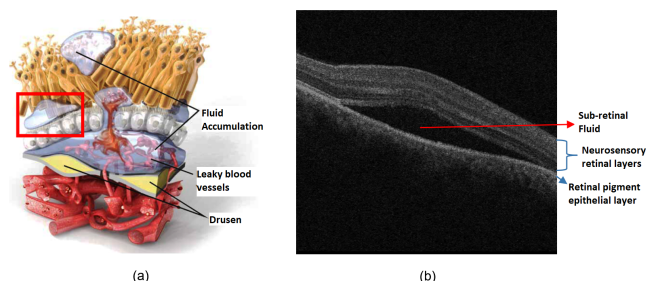 Fluid
Accumulation
Leaky blood
vessels
Drusen
(a)
Sub-retinal
Fluid
Neurosensory
retinal layers
Retinal pigment
epithelial layer
(b)